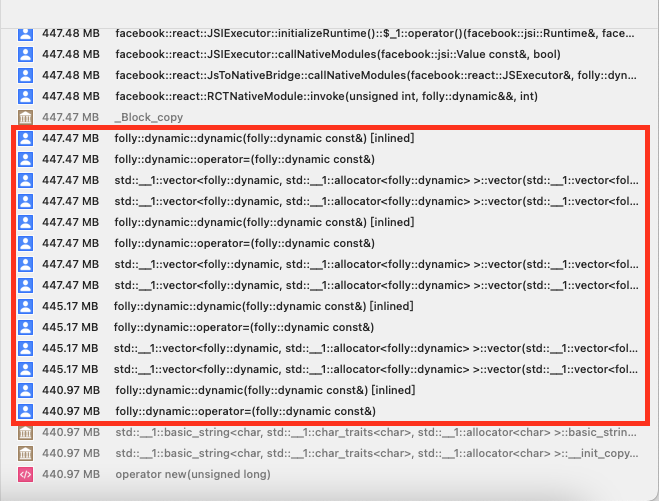 447.48 MB facebook::react::JSIExecutor::initializeRuntime()::$_1::operator()(facebook::jsi::Runtime&, face...
447.48 MB facebook::react::JSIExecutor::callNativeModules(facebook::jsi::Value const&, bool)
447.48 MB facebook::react::JsToNativeBridge::callNativeModules(facebook::react::JSExecutor&, folly::dyn...
447.48 MB facebook::react::RCTNativeModule::invoke(unsigned int, folly::dynamic&&, int)
447.47 MB _Block_copy
447.47 MB folly::dynamic::dynamic(folly::dynamic const&) [inlined]
447.47 MB folly::dynamic::operator=(folly::dynamic const&)
447.47 MB std::__1::vector<folly::dynamic, std::__1::allocator<folly::dynamic> >::vector(std::__1::vector<fol...
447.47 MB std::__1::vector<folly::dynamic, std::__1::allocator<folly::dynamic> >::vector(std::__1::vector<fol...
447.47 MB folly::dynamic::dynamic(folly::dynamic const&) [inlined]
447.47 MB folly::dynamic::operator=(folly::dynamic const&)
447.47 MB std::__1::vector<folly::dynamic, std::__1::allocator<folly::dynamic> >::vector(std::__1::vector<fol...
447.47 MB std::__1::vector<folly::dynamic, std::__1::allocator<folly::dynamic> >::vector(std::__1::vector<fol...
445.17 MB folly::dynamic::dynamic(folly::dynamic const&) [inlined]
445.17 MB folly::dynamic::operator=(folly::dynamic const&)
445.17 MB std::__1::vector<folly::dynamic, std::__1::allocator<folly::dynamic> >::vector(std::__1::vector<fol...
445.17 MB std::__1::vector<folly::dynamic, std::__1::allocator<folly::dynamic> >::vector(std::__1::vector<fol...
440.97 MB folly::dynamic::dynamic(folly::dynamic const&) [inlined]
440.97 MB folly::dynamic::operator=(folly::dynamic const&)
440.97 MB std::__1::basic_string<char, std::__1::char_traits<char>, std::__1::allocator<char> >::basic_strin...
440.97 MB std::__1::basic_string<char, std::__1::char_traits<char>, std::__1::allocator<char> >::__init_copy...
440.97 MB operator new(unsigned long)